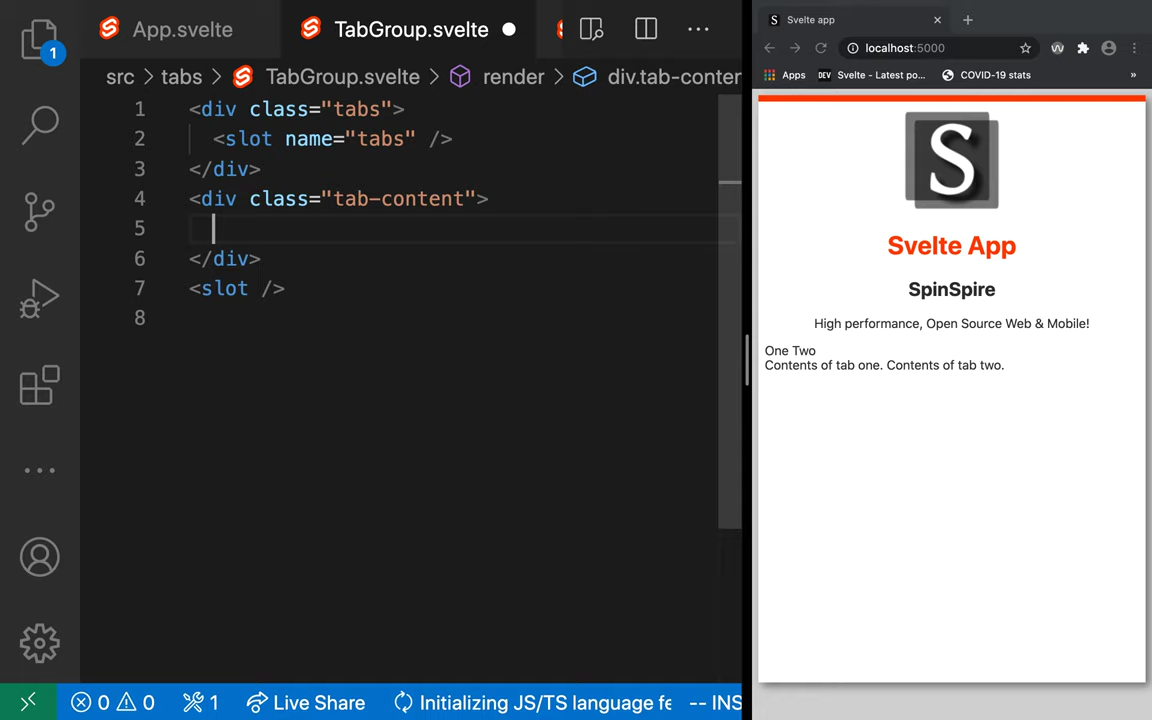 App.svelte
TabGroup.svelte
1
src > tabs > TabGroup.svelte > render > div.tab-conter
1 <div class="tabs">
2 <slot name="tabs" />
3 </div>
4 <div class="tab-content">
5
6 </div>
7 <slot />
8
0 0 1 Live Share Initializing JS/TS language fe -- INS
S Svelte app
localhost:5000
Apps DEV Svelte - Latest po... COVID-19 stats »
S
Svelte App
SpinSpire
High performance, Open Source Web & Mobile!
One Two
Contents of tab one. Contents of tab two.